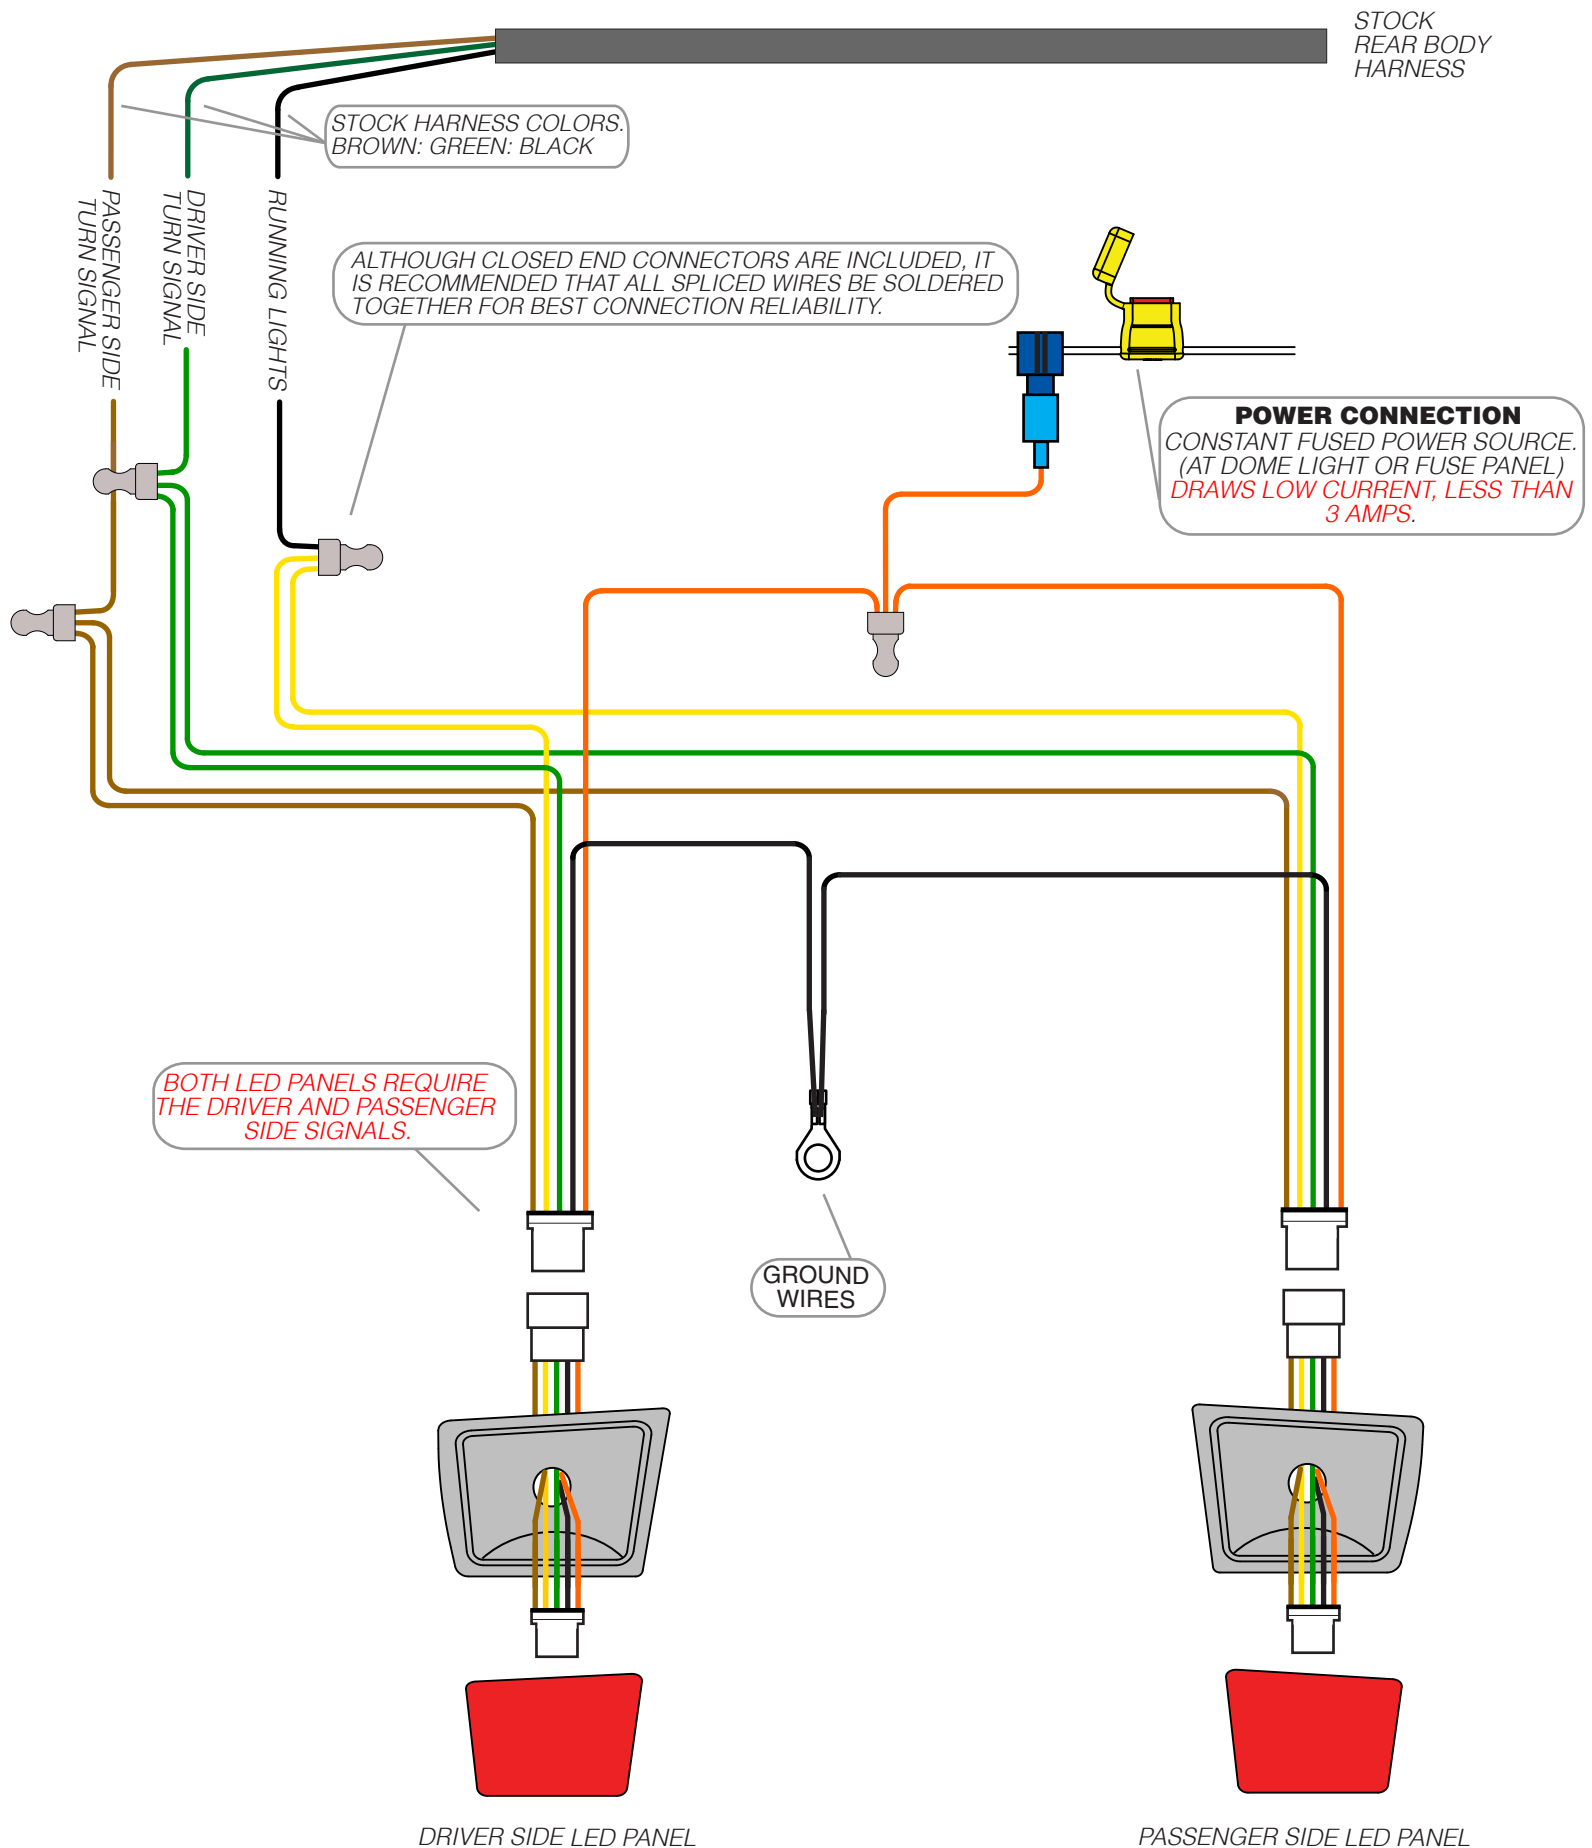 STOCK
REAR BODY
HARNESS
STOCK HARNESS COLORS.
BROWN: GREEN: BLACK
PASSENGER SIDE
TURN SIGNAL
DRIVER SIDE
TURN SIGNAL
RUNNING LIGHTS
ALTHOUGH CLOSED END CONNECTORS ARE INCLUDED, IT
IS RECOMMENDED THAT ALL SPLICED WIRES BE SOLDERED
TOGETHER FOR BEST CONNECTION RELIABILITY.
POWER CONNECTION
CONSTANT FUSED POWER SOURCE.
(AT DOME LIGHT OR FUSE PANEL)
DRAWS LOW CURRENT, LESS THAN
3 AMPS.
BOTH LED PANELS REQUIRE
THE DRIVER AND PASSENGER
SIDE SIGNALS.
GROUND
WIRES
DRIVER SIDE LED PANEL
PASSENGER SIDE LED PANEL